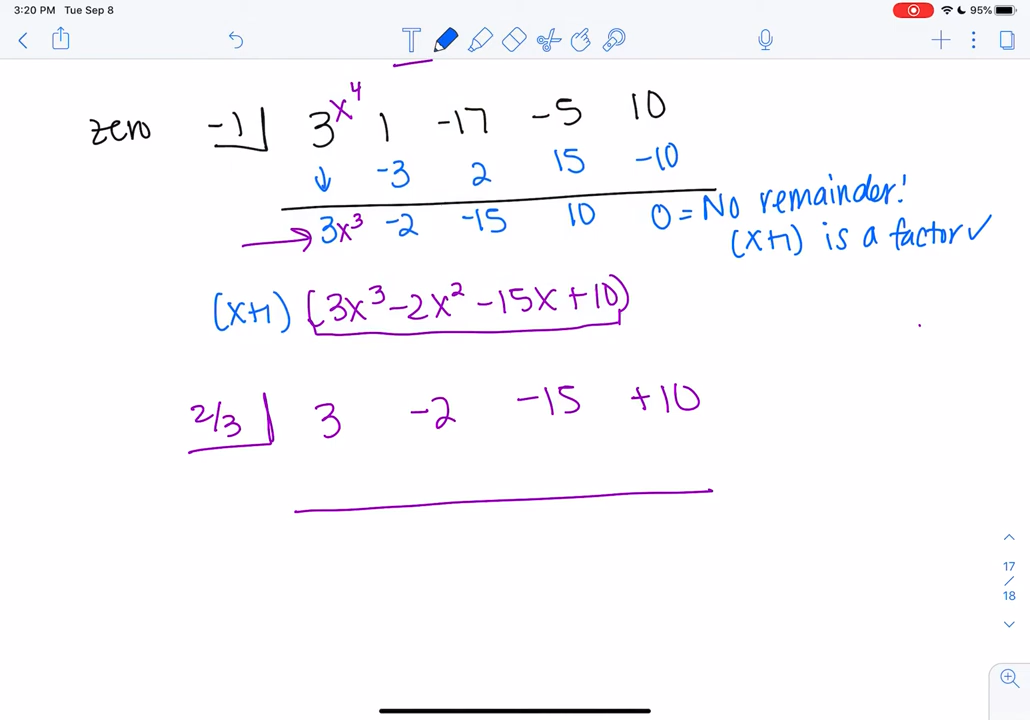 3:20 PM Tue Sep 8
95%
T
zero -1 3x⁴ 1 -17 -5 10
↓ -3 2 15 -10
→ 3x³ -2 -15 10 0 = No remainder!
(x+1) is a factor✓
(x+1) (3x³-2x²-15x+10)
2/3 3 -2 -15 +10
17
/
18